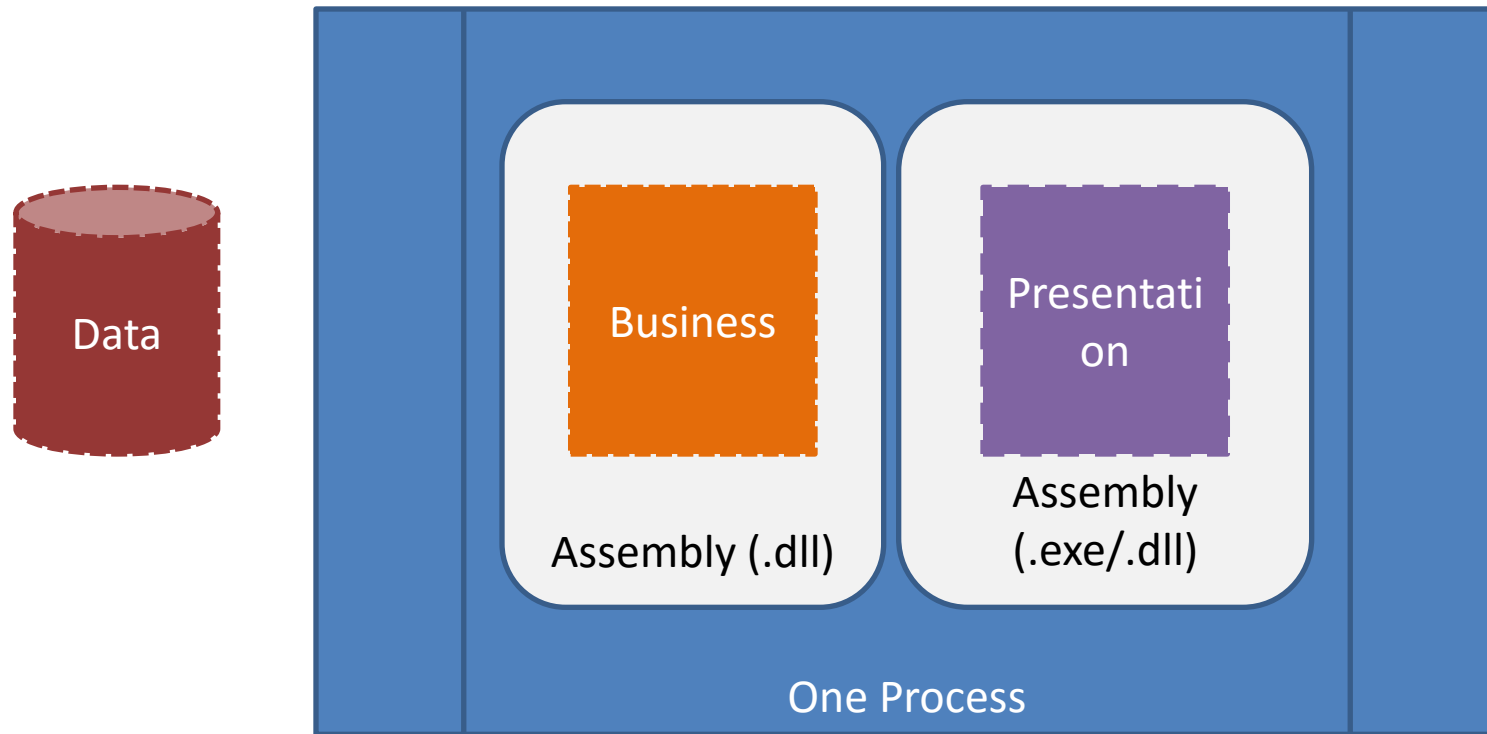 Data
Business
Presentati
on
Assembly (.dll)
Assembly
(.exe/.dll)
One Process